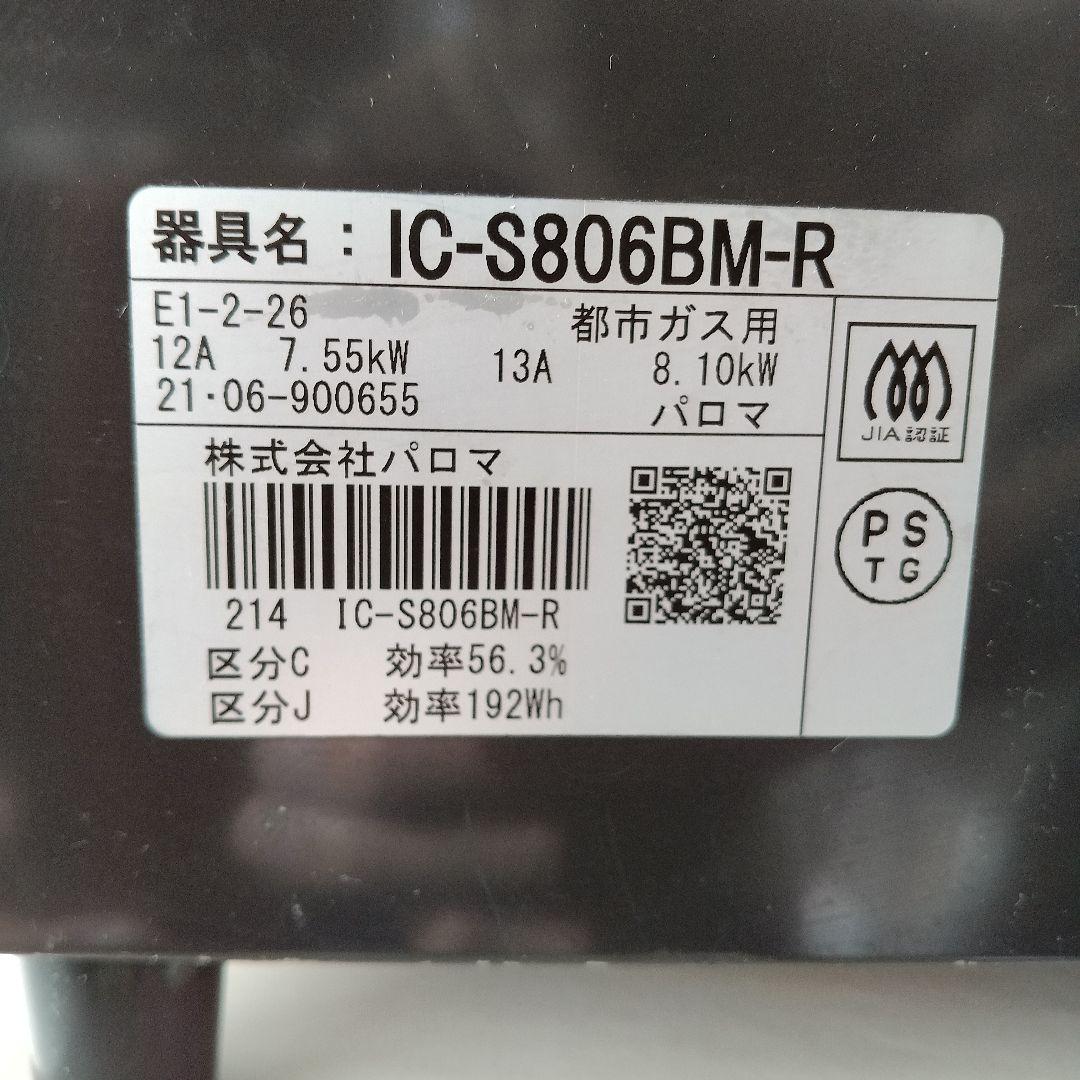 器具名：IC-S806BM-R
E1-2-26 都市ガス用
12A 7.55kW 13A 8.10kW
21・06-900655 パロマ
JIA認証
株式会社パロマ
PS
TG
214 IC-S806BM-R
区分C 効率56.3%
区分J 効率192Wh